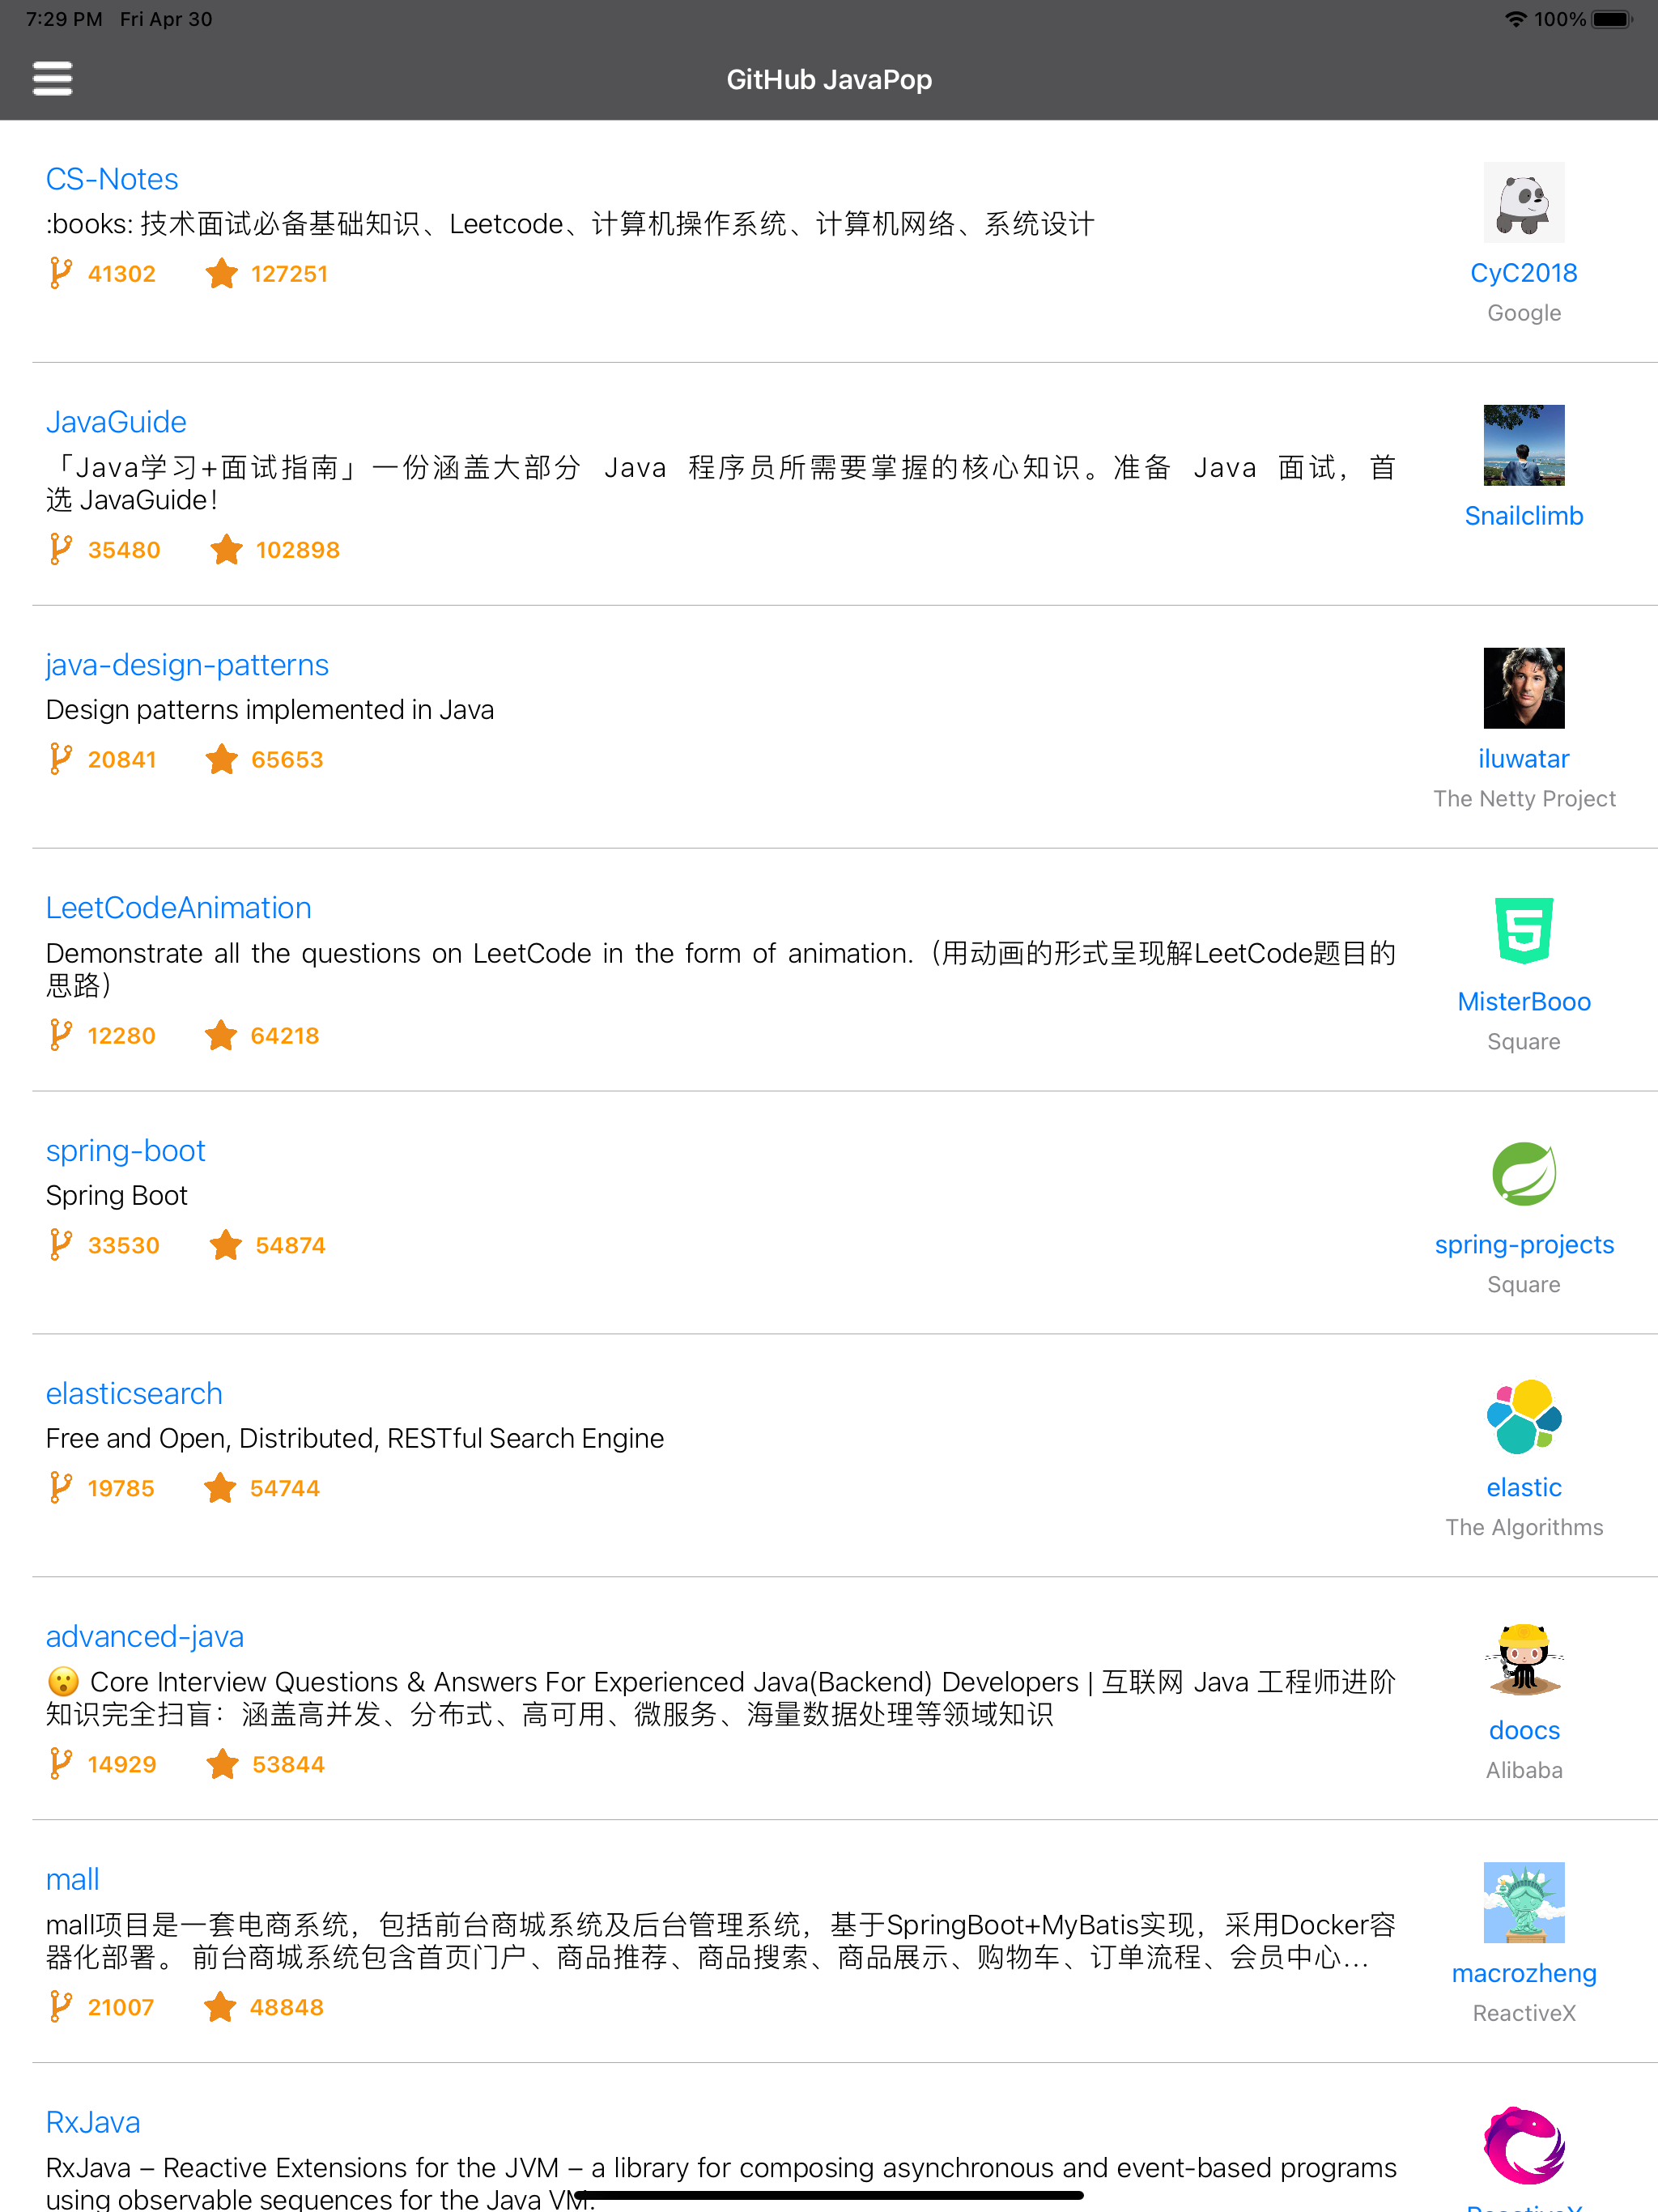 7:29 PM Fri Apr 30 100%
GitHub JavaPop
CS-Notes
:books: 技术面试必备基础知识、Leetcode、计算机操作系统、计算机网络、系统设计
41302 127251
CyC2018
Google
JavaGuide
「Java学习+面试指南」一份涵盖大部分 Java 程序员所需要掌握的核心知识。准备 Java 面试，首
选 JavaGuide！
35480 102898
Snailclimb
java-design-patterns
Design patterns implemented in Java
20841 65653
iluwatar
The Netty Project
LeetCodeAnimation
Demonstrate all the questions on LeetCode in the form of animation.（用动画的形式呈现解LeetCode题目的
思路）
12280 64218
MisterBooo
Square
spring-boot
Spring Boot
33530 54874
spring-projects
Square
elasticsearch
Free and Open, Distributed, RESTful Search Engine
19785 54744
elastic
The Algorithms
advanced-java
😮 Core Interview Questions & Answers For Experienced Java(Backend) Developers | 互联网 Java 工程师进阶
知识完全扫盲：涵盖高并发、分布式、高可用、微服务、海量数据处理等领域知识
14929 53844
doocs
Alibaba
mall
mall项目是一套电商系统，包括前台商城系统及后台管理系统，基于SpringBoot+MyBatis实现，采用Docker容
器化部署。 前台商城系统包含首页门户、商品推荐、商品搜索、商品展示、购物车、订单流程、会员中心...
21007 48848
macrozheng
ReactiveX
RxJava
RxJava – Reactive Extensions for the JVM – a library for composing asynchronous and event-based programs
using observable sequences for the Java VM.
ReactiveX